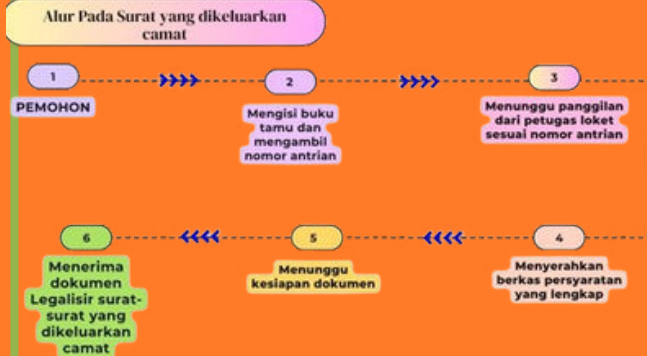 Alur Pada Surat yang dikeluarkan
camat
1
PEMOHON
2
Mengisi buku
tamu dan
mengambil
nomor antrian
3
Menunggu panggilan
dari petugas loket
sesuai nomor antrian
4
Menyerahkan
berkas persyaratan
yang lengkap
5
Menunggu
kesiapan dokumen
6
Menerima
dokumen
Legalisir surat-
surat yang
dikeluarkan
camat